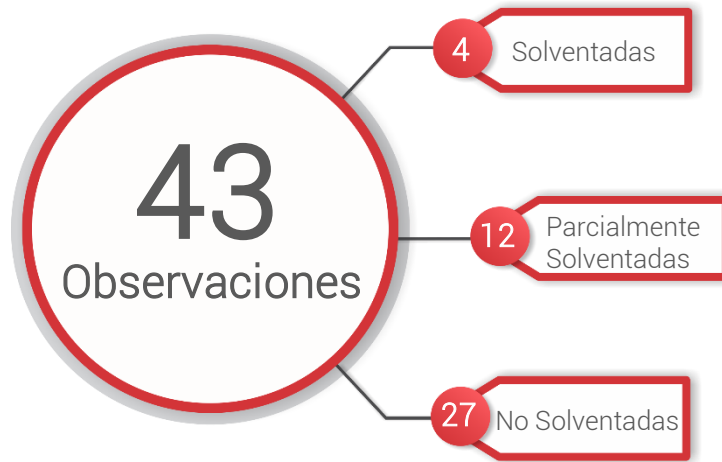 43
Observaciones
4
Solventadas
12
Parcialmente
Solventadas
27
No Solventadas